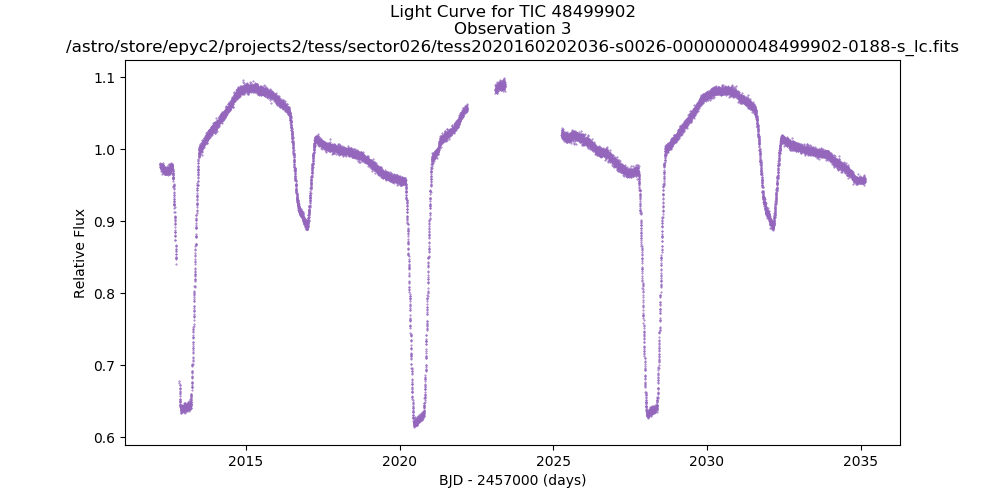 Light Curve for TIC 48499902
Observation 3
/astro/store/epyc2/projects2/tess/sector026/tess2020160202036-s0026-0000000048499902-0188-s_lc.fits
1.1
1.0
0.9
0.8
0.7
0.6
Relative Flux
2015
2020
2025
2030
2035
BJD - 2457000 (days)